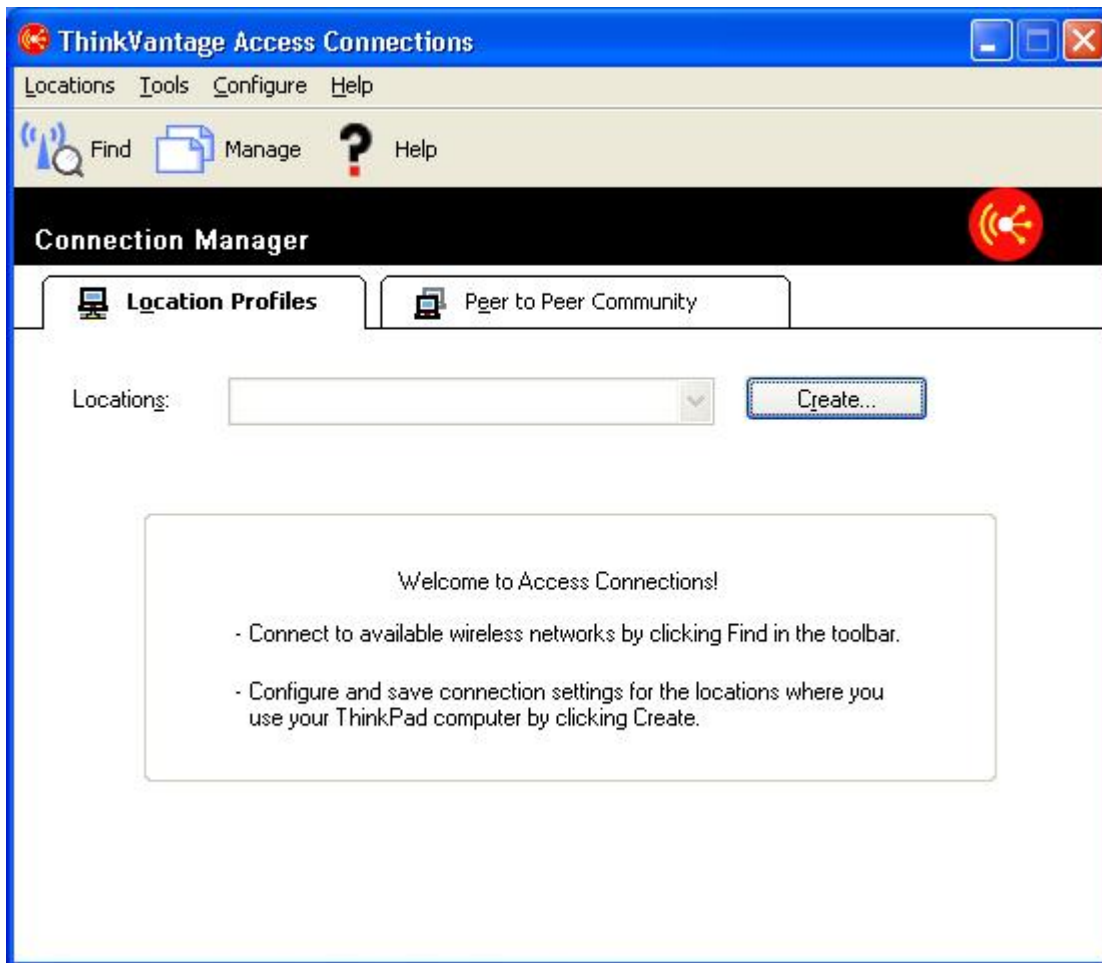 ThinkVantage Access Connections
Locations Tools Configure Help
Find Manage ? Help
Connection Manager
Location Profiles Peer to Peer Community
Locations: Create...
Welcome to Access Connections!
- Connect to available wireless networks by clicking Find in the toolbar.
- Configure and save connection settings for the locations where you
use your ThinkPad computer by clicking Create.